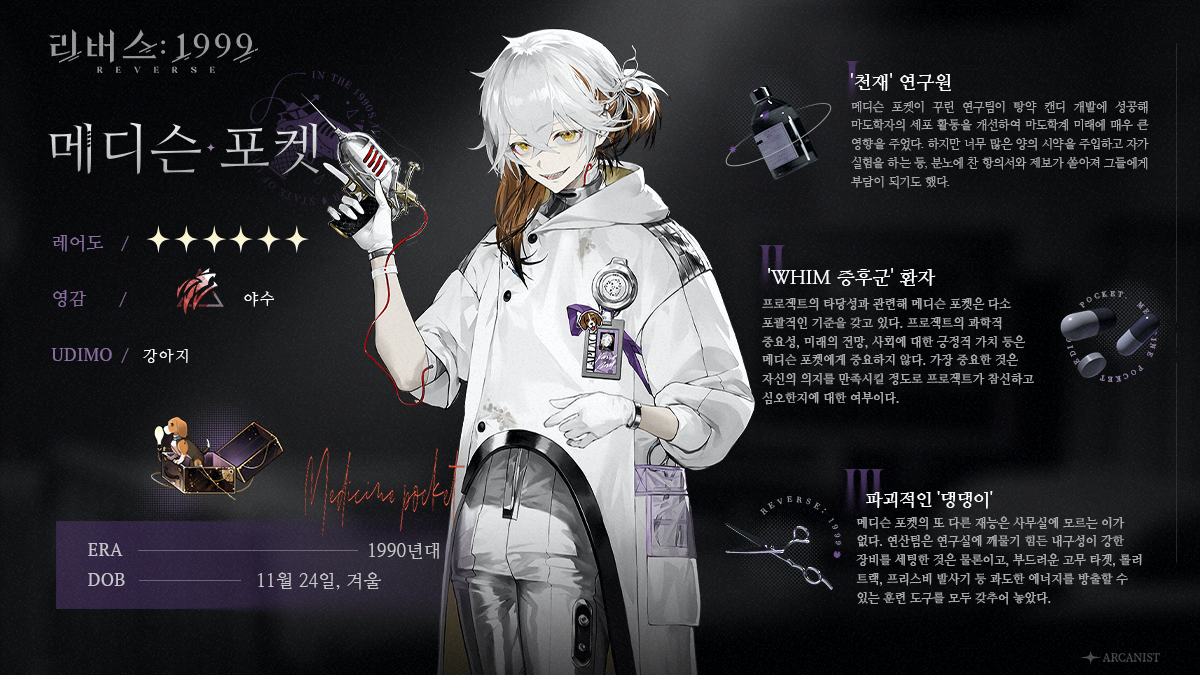 리버스:1999
REVERSE
IN THE 1990S
메디슨 포켓
레어도 /
영감 / 야수
UDIMO / 강아지
Medicine pocket
ERA 1990년대
DOB 11월 24일, 겨울
LAPLACE
I
'천재' 연구원
메디슨 포켓이 꾸린 연구팀이 탕약 캔디 개발에 성공해
마도학자의 세포 활동을 개선하여 마도학계 미래에 매우 큰
영향을 주었다. 하지만 너무 많은 양의 시약을 주입하고 자가
실험을 하는 등, 분노에 찬 항의서와 제보가 쏟아져 그들에게
부담이 되기도 했다.
II
'WHIM 증후군' 환자
프로젝트의 타당성과 관련해 메디슨 포켓은 다소
포괄적인 기준을 갖고 있다. 프로젝트의 과학적
중요성, 미래의 전망, 사회에 대한 긍정적 가치 등은
메디슨 포켓에게 중요하지 않다. 가장 중요한 것은
자신의 의지를 만족시킬 정도로 프로젝트가 참신하고
심오한지에 대한 여부이다.
POCKET. ME
INE POCKET
EDI
III
파괴적인 '댕댕이'
REVERSE: 1999
메디슨 포켓의 또 다른 재능은 사무실에 모르는 이가
없다. 연산팀은 연구실에 깨물기 힘든 내구성이 강한
장비를 세팅한 것은 물론이고, 부드러운 고무 타겟, 롤러
트랙, 프리스비 발사기 등 과도한 에너지를 방출할 수
있는 훈련 도구를 모두 갖추어 놓았다.
ARCANIST